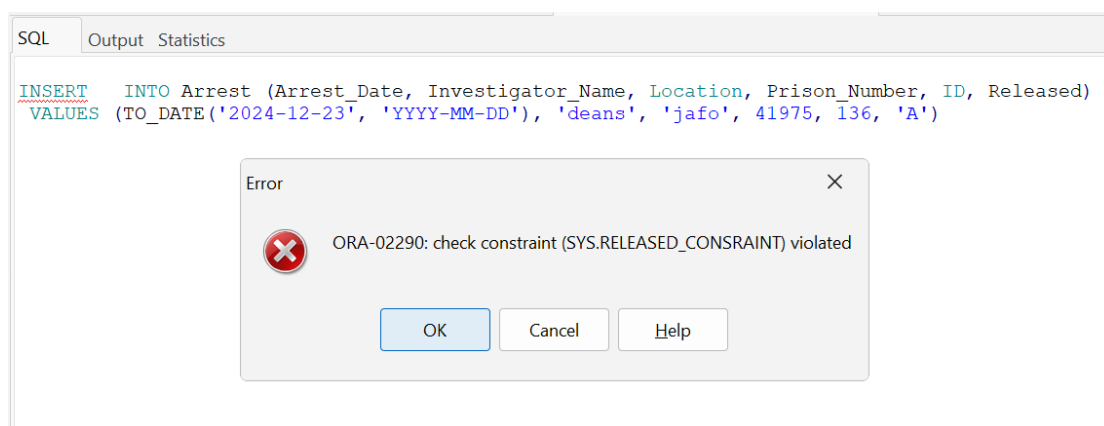 SQL Output Statistics
INSERT INTO Arrest (Arrest_Date, Investigator_Name, Location, Prison_Number, ID, Released)
VALUES (TO_DATE('2024-12-23', 'YYYY-MM-DD'), 'deans', 'jafo', 41975, 136, 'A')
Error
ORA-02290: check constraint (SYS.RELEASED_CONSRAINT) violated
OK Cancel Help